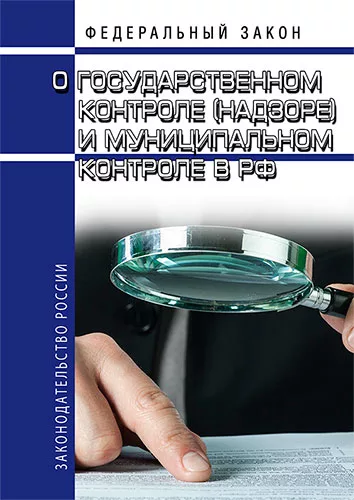 ФЕДЕРАЛЬНЫЙ ЗАКОН
О ГОСУДАРСТВЕННОМ
КОНТРОЛЕ (НАДЗОРЕ)
И МУНИЦИПАЛЬНОМ
КОНТРОЛЕ В РФ
ЗАКОНОДАТЕЛЬСТВО РОССИИ